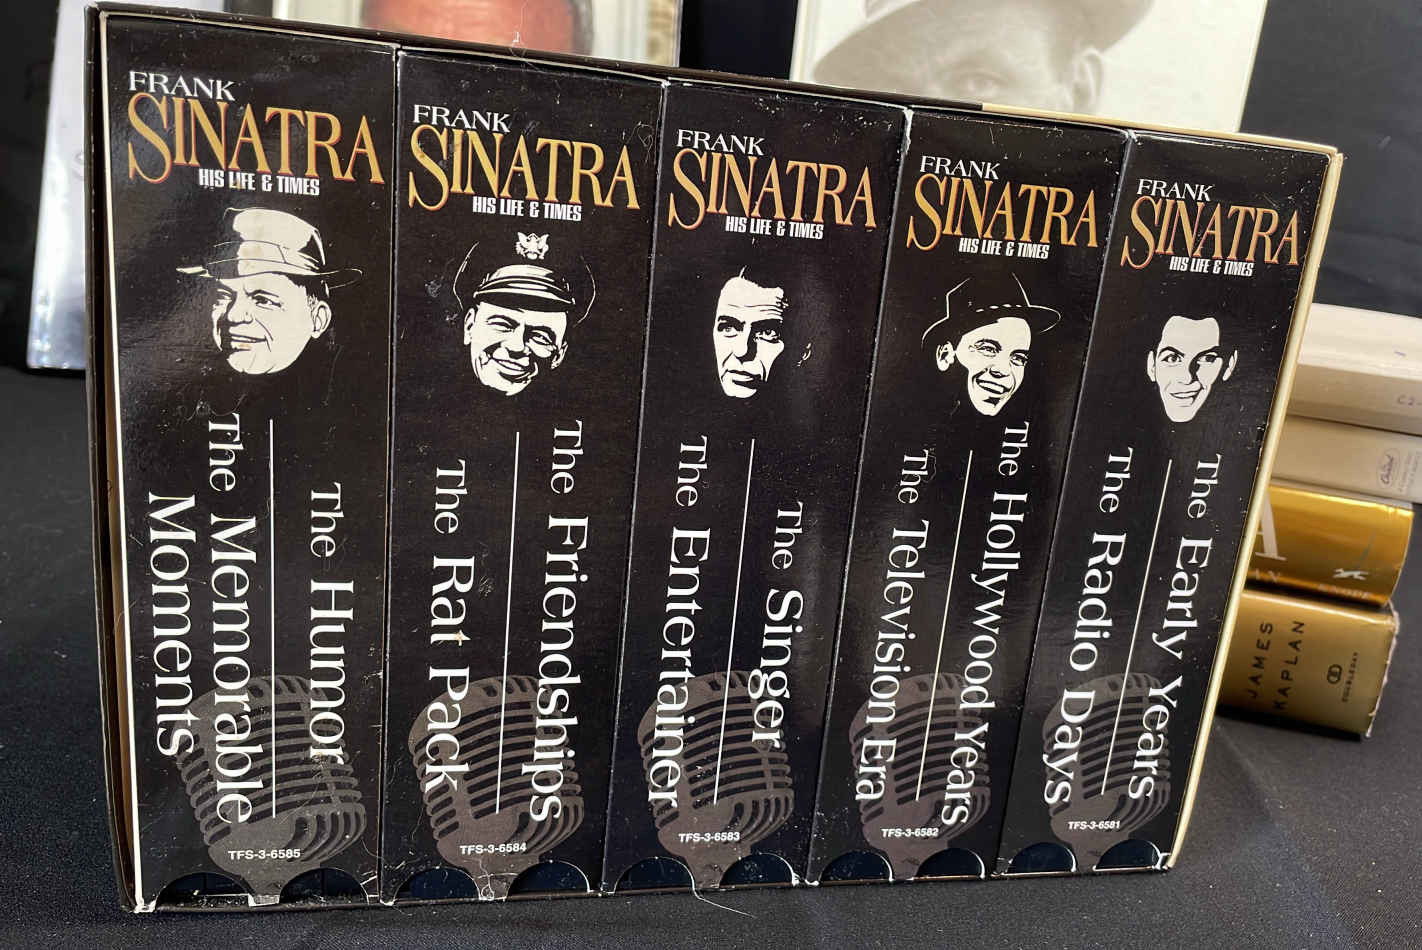 FRANK
SINATRA
HIS LIFE & TIMES
The Humor
The Memorable
Moments
TFS-3-6585
FRANK
SINATRA
HIS LIFE & TIMES
The Friendships
The Rat Pack
TFS-3-6584
FRANK
SINATRA
HIS LIFE & TIMES
The Singer
The Entertainer
TFS-3-6583
FRANK
SINATRA
HIS LIFE & TIMES
The Hollywood Years
The Television Era
TFS-3-6582
FRANK
SINATRA
HIS LIFE & TIMES
The Early Years
The Radio Days
TFS-3-6581
Capitol
JAMES
KAPLAN
DOUBLEDAY